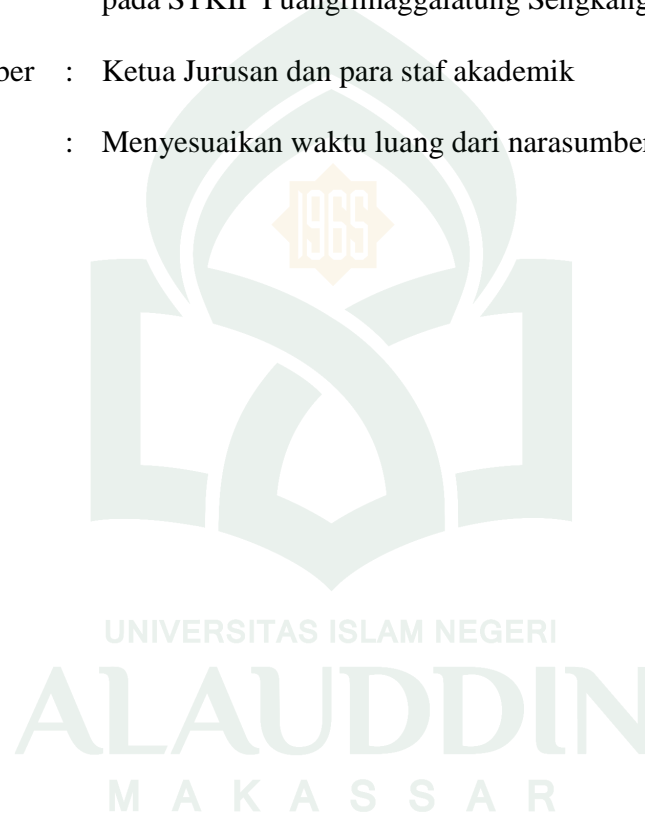 pada STKIP Puangrimaggalatung Sengkang
ber : Ketua Jurusan dan para staf akademik
: Menyesuaikan waktu luang dari narasumber
1965
UNIVERSITAS ISLAM NEGERI
ALAUDDIN
MAKASSAR